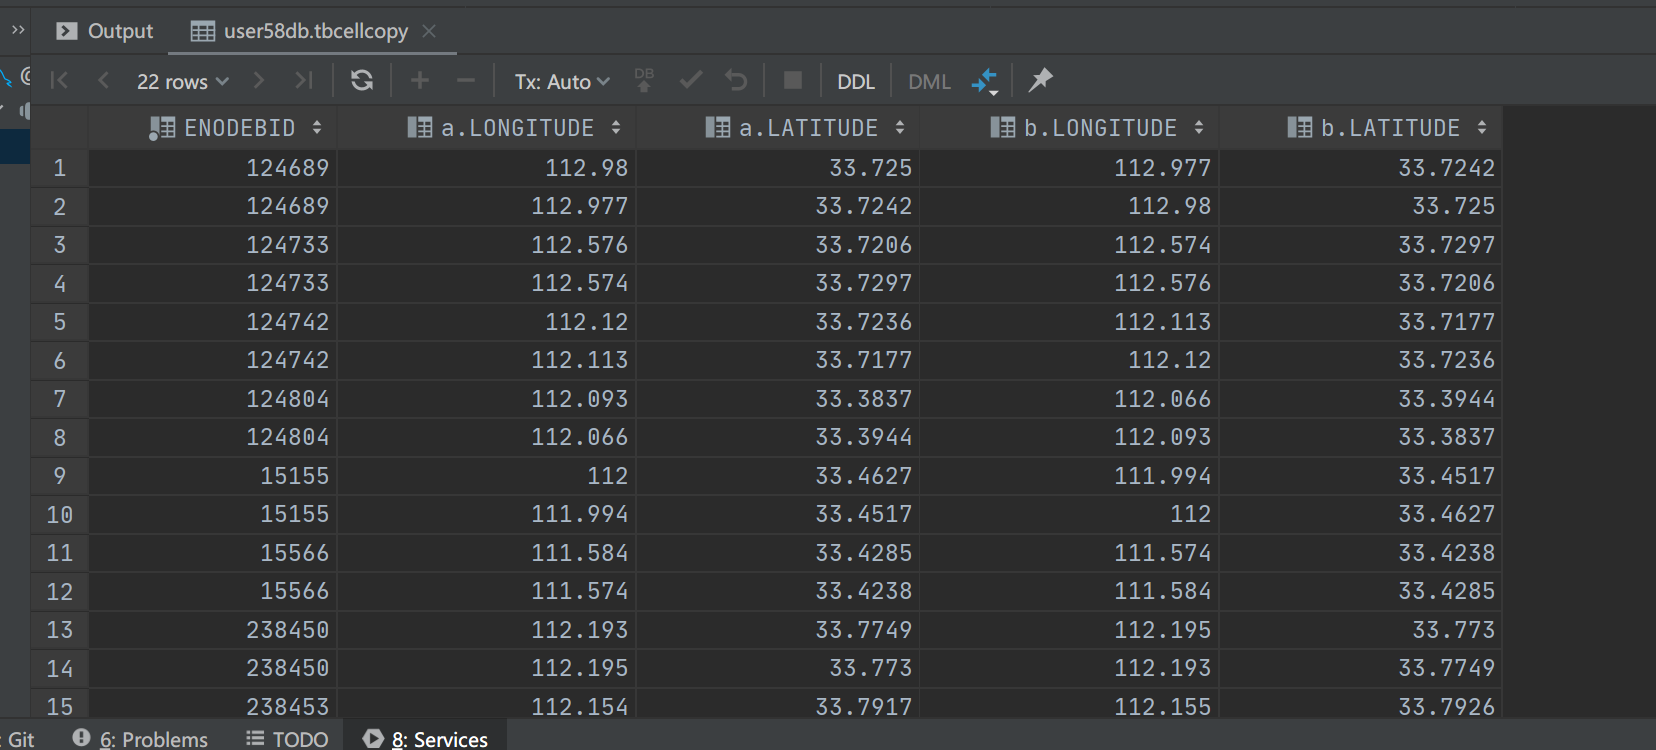 Output user58db.tbcellcopy
22 rows Tx: Auto DB DDL DML
ENODEBID a.LONGITUDE a.LATITUDE b.LONGITUDE b.LATITUDE
1 124689 112.98 33.725 112.977 33.7242
2 124689 112.977 33.7242 112.98 33.725
3 124733 112.576 33.7206 112.574 33.7297
4 124733 112.574 33.7297 112.576 33.7206
5 124742 112.12 33.7236 112.113 33.7177
6 124742 112.113 33.7177 112.12 33.7236
7 124804 112.093 33.3837 112.066 33.3944
8 124804 112.066 33.3944 112.093 33.3837
9 15155 112 33.4627 111.994 33.4517
10 15155 111.994 33.4517 112 33.4627
11 15566 111.584 33.4285 111.574 33.4238
12 15566 111.574 33.4238 111.584 33.4285
13 238450 112.193 33.7749 112.195 33.773
14 238450 112.195 33.773 112.193 33.7749
15 238453 112.154 33.7917 112.155 33.7926
: Git 6: Problems TODO 8: Services